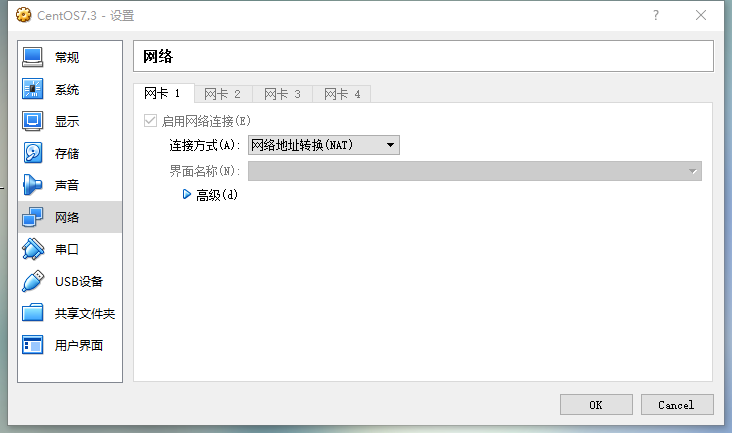 CentOS7.3 - 设置
常规
系统
显示
存储
声音
网络
串口
USB设备
共享文件夹
用户界面
网络
网卡 1 网卡 2 网卡 3 网卡 4
启用网络连接(E)
连接方式(A): 网络地址转换(NAT)
界面名称(N):
高级(d)
OK Cancel